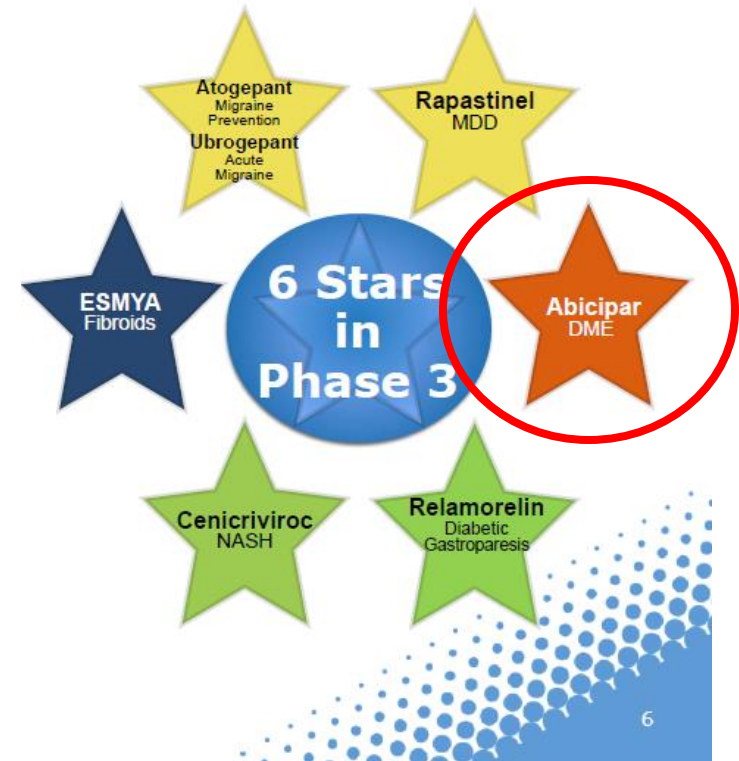 Atogepant
Migraine
Prevention
Ubrogepant
Acute
Migraine
Rapastinel
MDD
ESMYA
Fibroids
6 Stars
in
Phase 3
Abicipar
DME
Cenicriviroc
NASH
Relamorelin
Diabetic
Gastroparesis
6